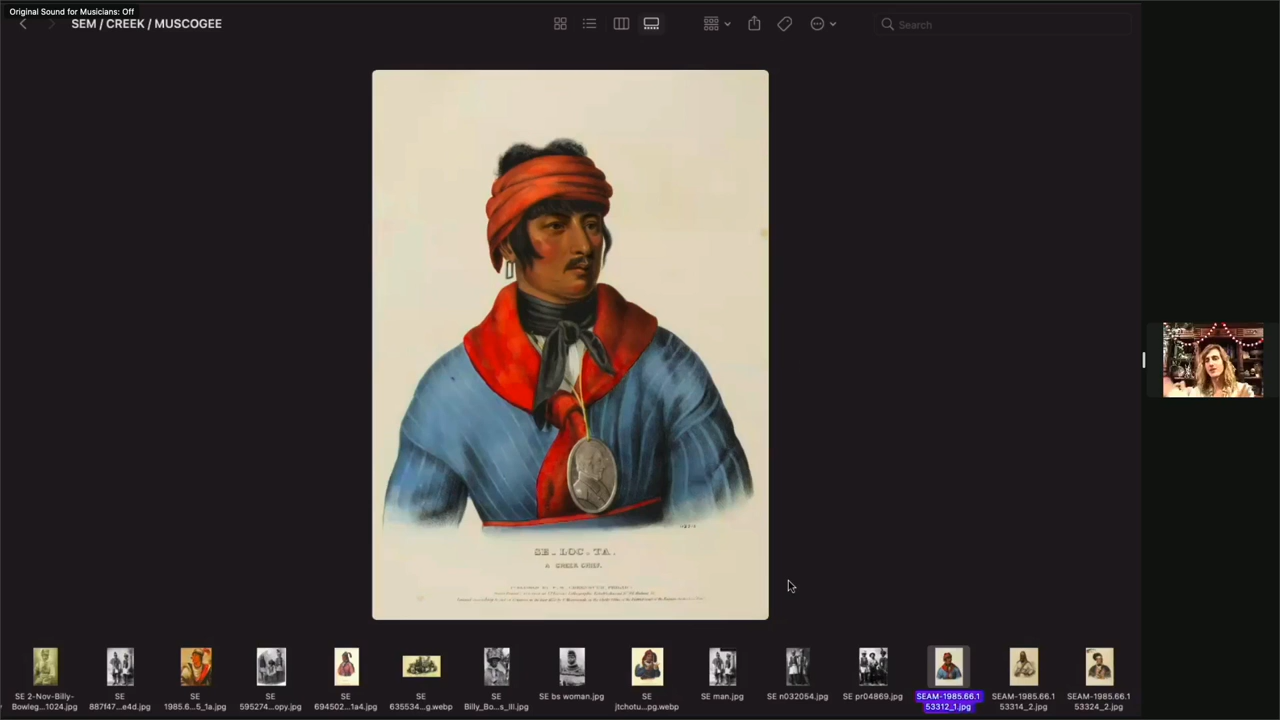 Original Sound for Musicians: Off
SEM / CREEK / MUSCOGEE
Search
SE-LOC-TA.
A CREEK CHIEF.
SE 2-Nov-Billy-
Bowleg...1024.jpg
SE
887f47...e4d.jpg
SE
1985.6...5_1a.jpg
SE
595274...opy.jpg
SE
694502...1a4.jpg
SE
635534...g.webp
SE
Billy_Bo...s_III.jpg
SE bs woman.jpg
SE
jtchotu...pg.webp
SE man.jpg
SE n032054.jpg
SE pr04869.jpg
SEAM-1985.66.1
53312_1.jpg
SEAM-1985.66.1
53314_2.jpg
SEAM-1985.66.1
53324_2.jpg